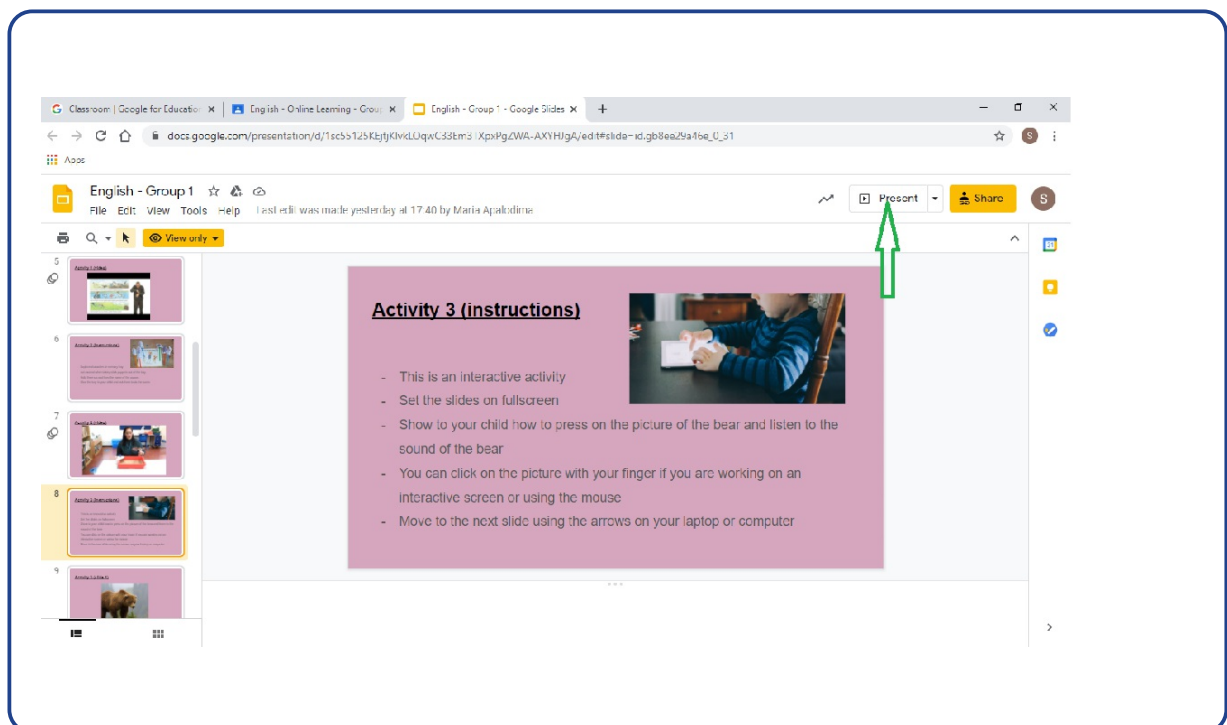 Classroom | Google for Education
English - Online Learning - Group
English - Group 1 - Google Slides
Apps
English - Group 1
Present
Share
S
File Edit View Tools Help Last edit was made yesterday at 17:40 by Maria Apalodima
View only
5
6
7
8
9
Activity 3 (instructions)
- This is an interactive activity
- Set the slides on fullscreen
- Show to your child how to press on the picture of the bear and listen to the
sound of the bear
- You can click on the picture with your finger if you are working on an
interactive screen or using the mouse
- Move to the next slide using the arrows on your laptop or computer